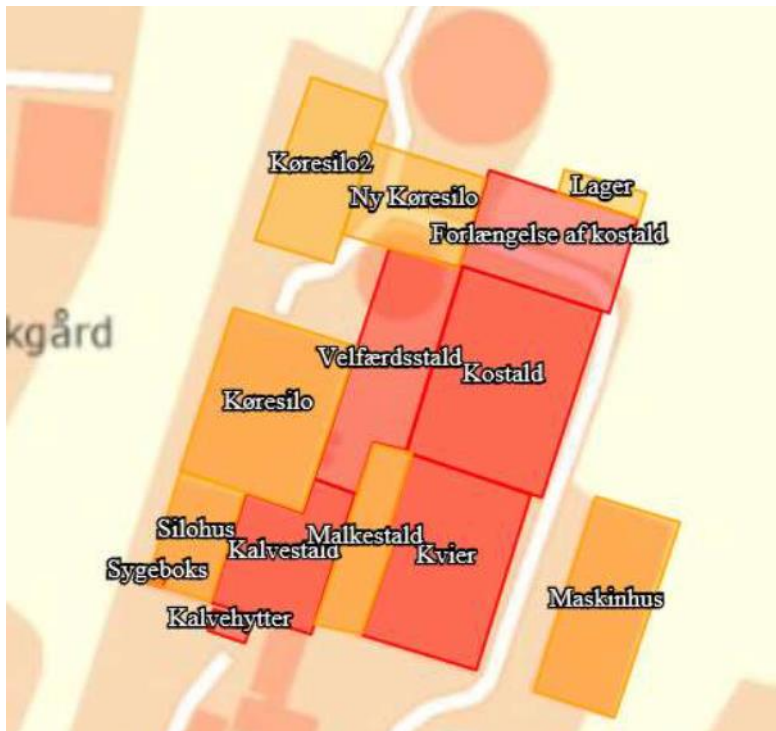 Køresilo2
Lager
Ny Køresilo
Forlængelse af kostald
kgård
Velfærdsstald
Kostald
Køresilo
Silohus
Malkestald
Kalvestald
Kvier
Sygeboks
Maskinhus
Kalvehytter